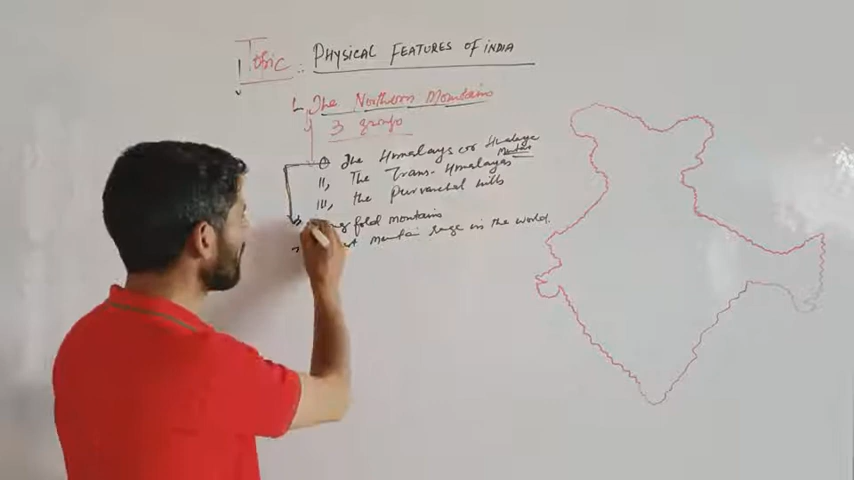 Topic :. PHYSICAL FEATURES OF INDIA
The Northern Mountains
3 groups
① The Himalays or Himalaya
Mountains
II, The Trans-Himalayas
III, the purvanchal hills
fold mountains
mountain range in the world.